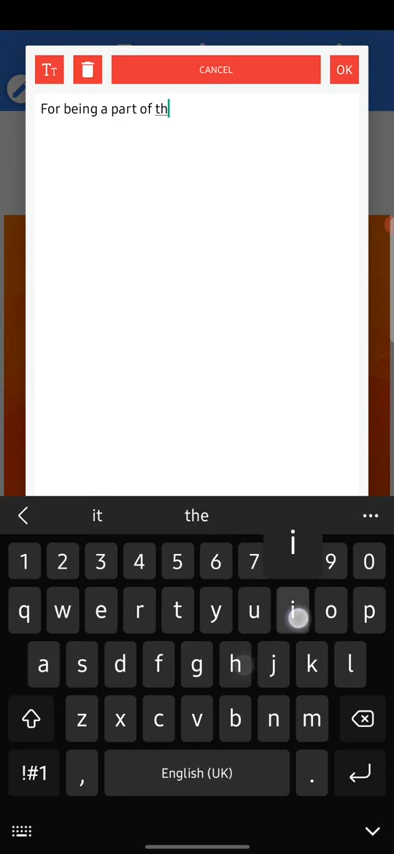 TT
CANCEL
OK
For being a part of th
it
the
...
i
1 2 3 4 5 6 7 9 0
q w e r t y u i o p
a s d f g h j k l
z x c v b n m
!#1 , English (UK) .